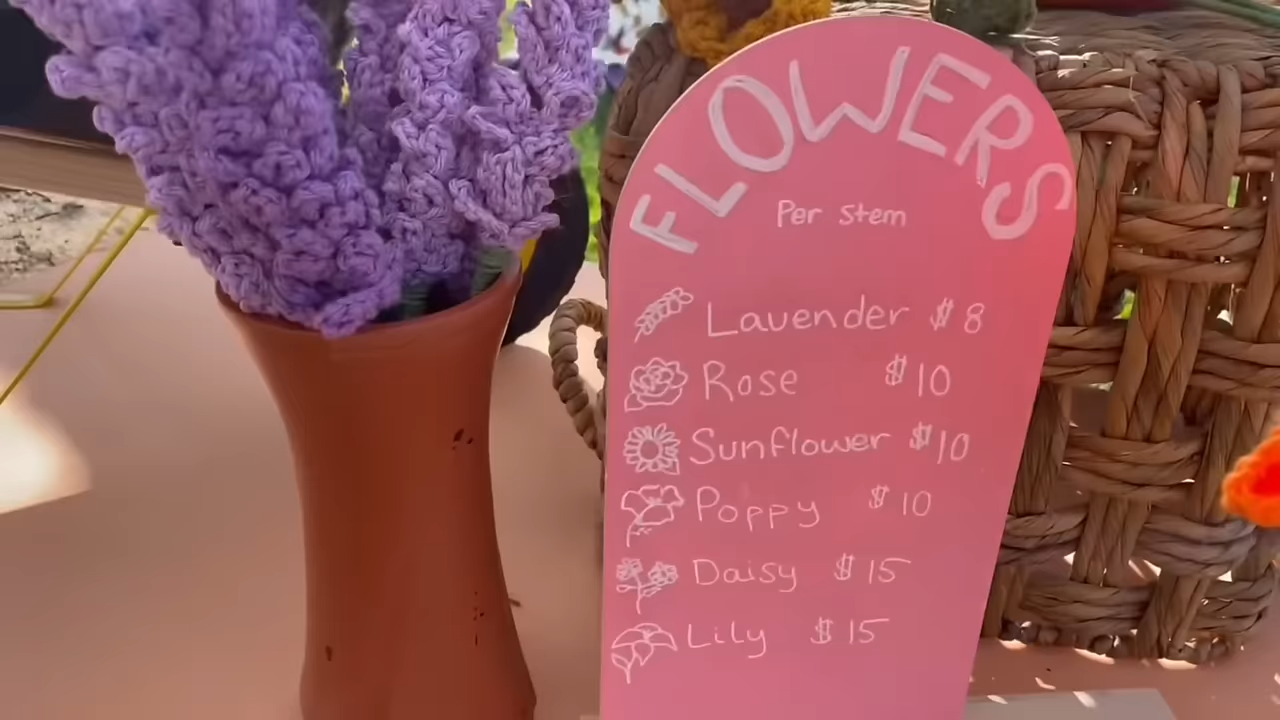 FLOWERS
Per stem
Lavender $8
Rose $10
Sunflower $10
Poppy $10
Daisy $15
Lily $15